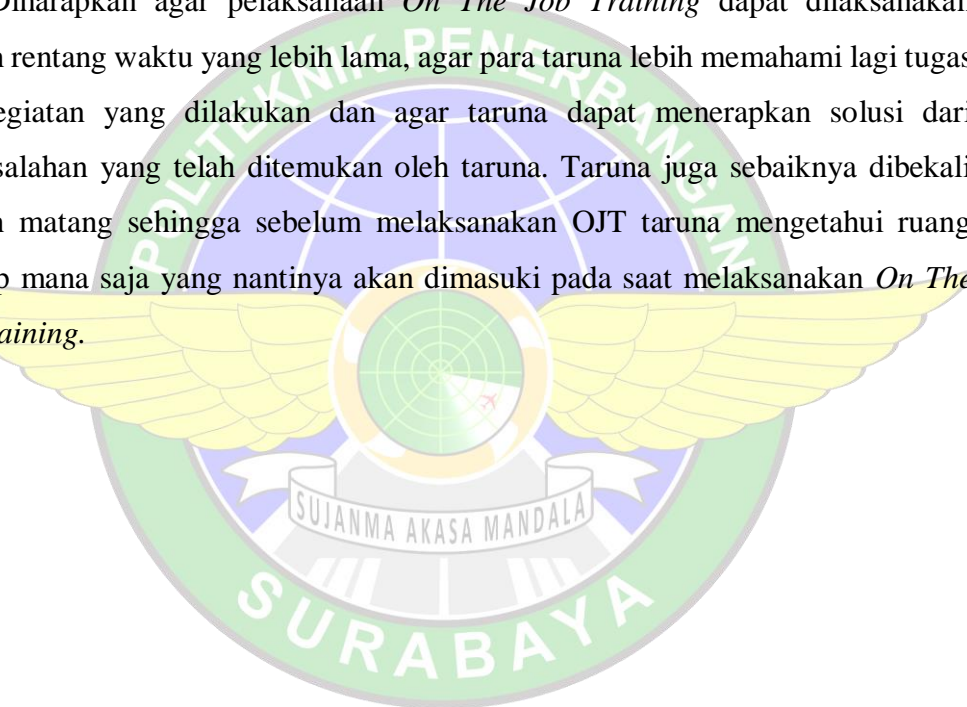 Diharapkan agar pelaksanaan On The Job Training dapat dilaksanakan
rentang waktu yang lebih lama, agar para taruna lebih memahami lagi tugas
egiatan yang dilakukan dan agar taruna dapat menerapkan solusi dari
salahan yang telah ditemukan oleh taruna. Taruna juga sebaiknya dibekali
matang sehingga sebelum melaksanakan OJT taruna mengetahui ruang
p mana saja yang nantinya akan dimasuki pada saat melaksanakan On The
aining.
POLITEKNIK PENERBANGAN
SUJANMA AKASA MANDALA
SURABAYA